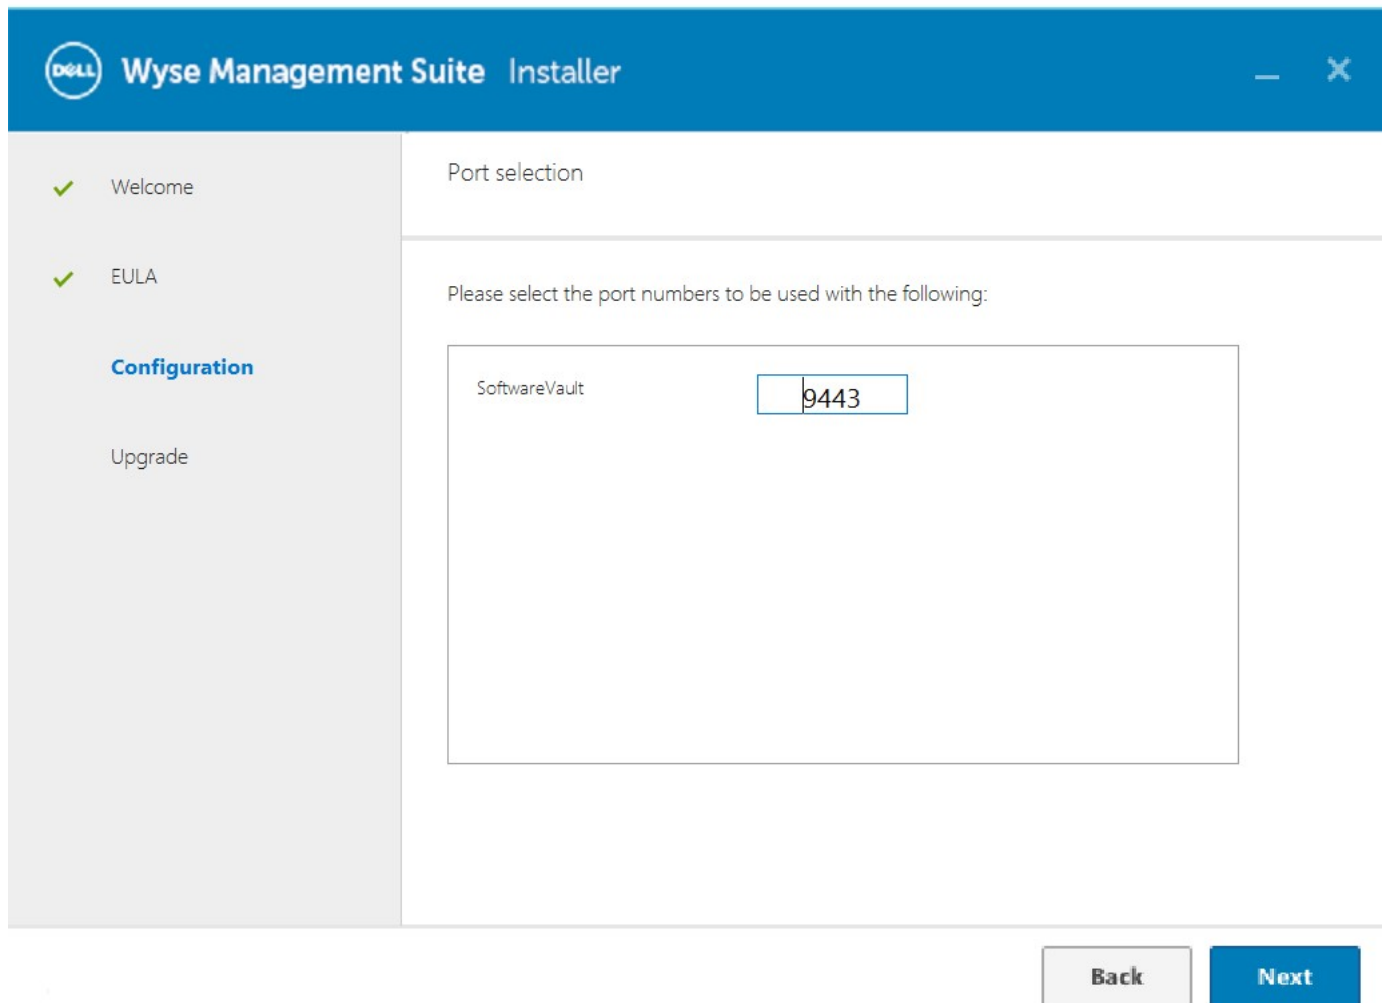 DELL Wyse Management Suite Installer
Welcome
EULA
Configuration
Upgrade
Port selection
Please select the port numbers to be used with the following:
SoftwareVault 9443
Back Next